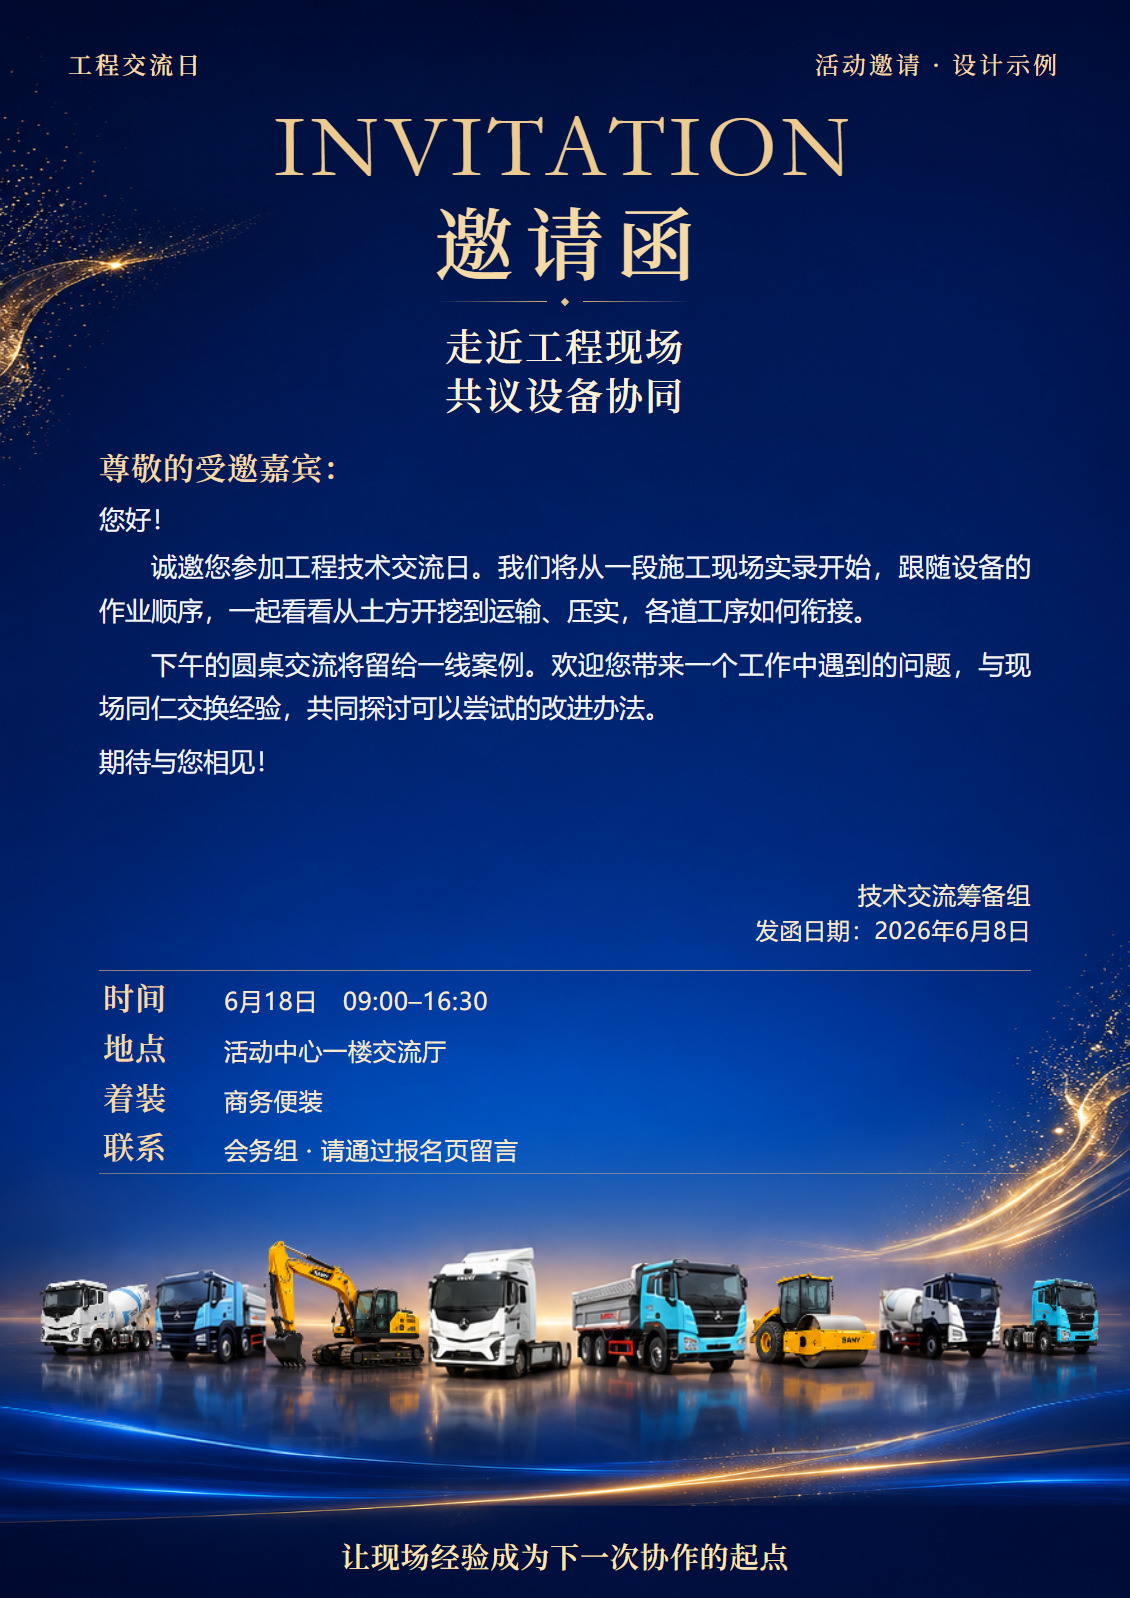 工程交流日
活动邀请 · 设计示例
INVITATION
邀请函
走近工程现场
共议设备协同
尊敬的受邀嘉宾：
您好！
诚邀您参加工程技术交流日。我们将从一段施工现场实录开始，跟随设备的
作业顺序，一起看看从土方开挖到运输、压实，各道工序如何衔接。
下午的圆桌交流将留给一线案例。欢迎您带来一个工作中遇到的问题，与现
场同仁交换经验，共同探讨可以尝试的改进办法。
期待与您相见！
技术交流筹备组
发函日期：2026年6月8日
时间 6月18日 09:00–16:30
地点 活动中心一楼交流厅
着装 商务便装
联系 会务组 · 请通过报名页留言
SANY
让现场经验成为下一次协作的起点